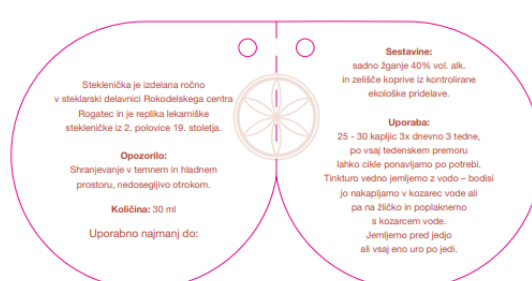 Steklenička je izdelana ročno
v steklarski delavnici Rokodelskega centra
Rogatec in je replika lekarniške
stekleničke iz 2. polovice 19. stoletja.
Opozorilo:
Shranjevanje v temnem in hladnem
prostoru, nedosegljivo otrokom.
Količina: 30 ml
Uporabno najmanj do:
Sestavine:
sadno žganje 40% vol. alk.
in zelišče koprive iz kontrolirane
ekološke pridelave.
Uporaba:
25 - 30 kapljic 3x dnevno 3 tedne,
po vsaj tedenskem premoru
lahko cikle ponavljamo po potrebi.
Tinkturo vedno jemljemo z vodo – bodisi
jo nakapljamo v kozarec vode ali
pa na žličko in poplaknemo
s kozarcem vode.
Jemljemo pred jedjo
ali vsaj eno uro po jedi.